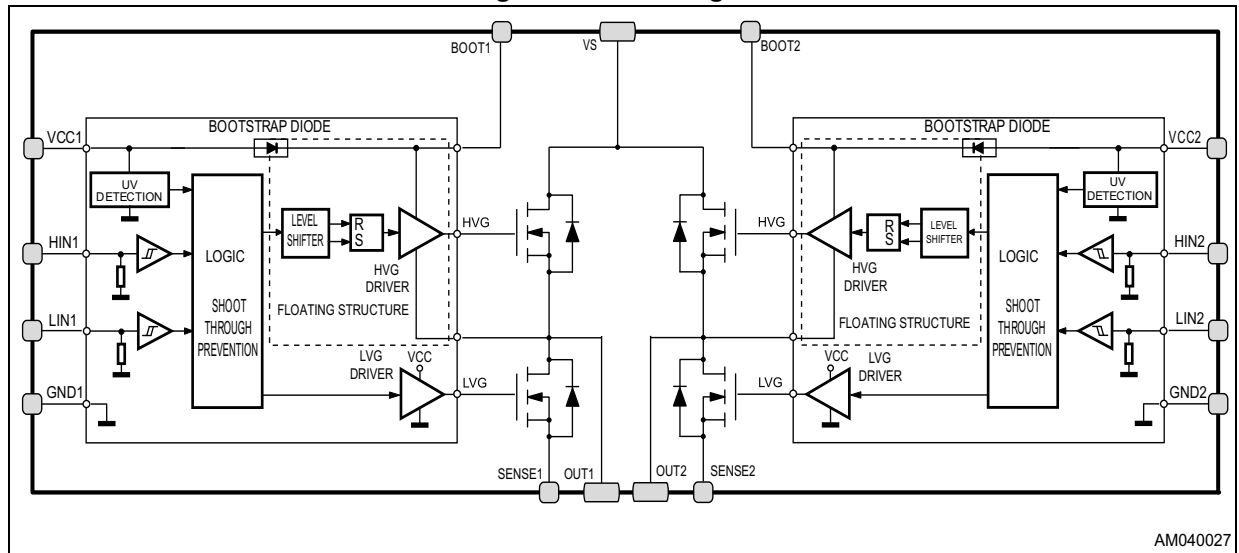 BOOT1
VS
BOOT2
VCC1
BOOTSTRAP DIODE
UV
DETECTION
HIN1
LIN1
GND1
LOGIC
SHOOT
THROUGH
PREVENTION
LEVEL
SHIFTER
R
S
HVG
DRIVER
FLOATING STRUCTURE
LVG
DRIVER
VCC
HVG
LVG
SENSE1
OUT1
OUT2
SENSE2
HVG
LVG
BOOTSTRAP DIODE
R
S
LEVEL
SHIFTER
HVG
DRIVER
FLOATING STRUCTURE
VCC
LVG
DRIVER
LOGIC
SHOOT
THROUGH
PREVENTION
UV
DETECTION
VCC2
HIN2
LIN2
GND2
AM040027